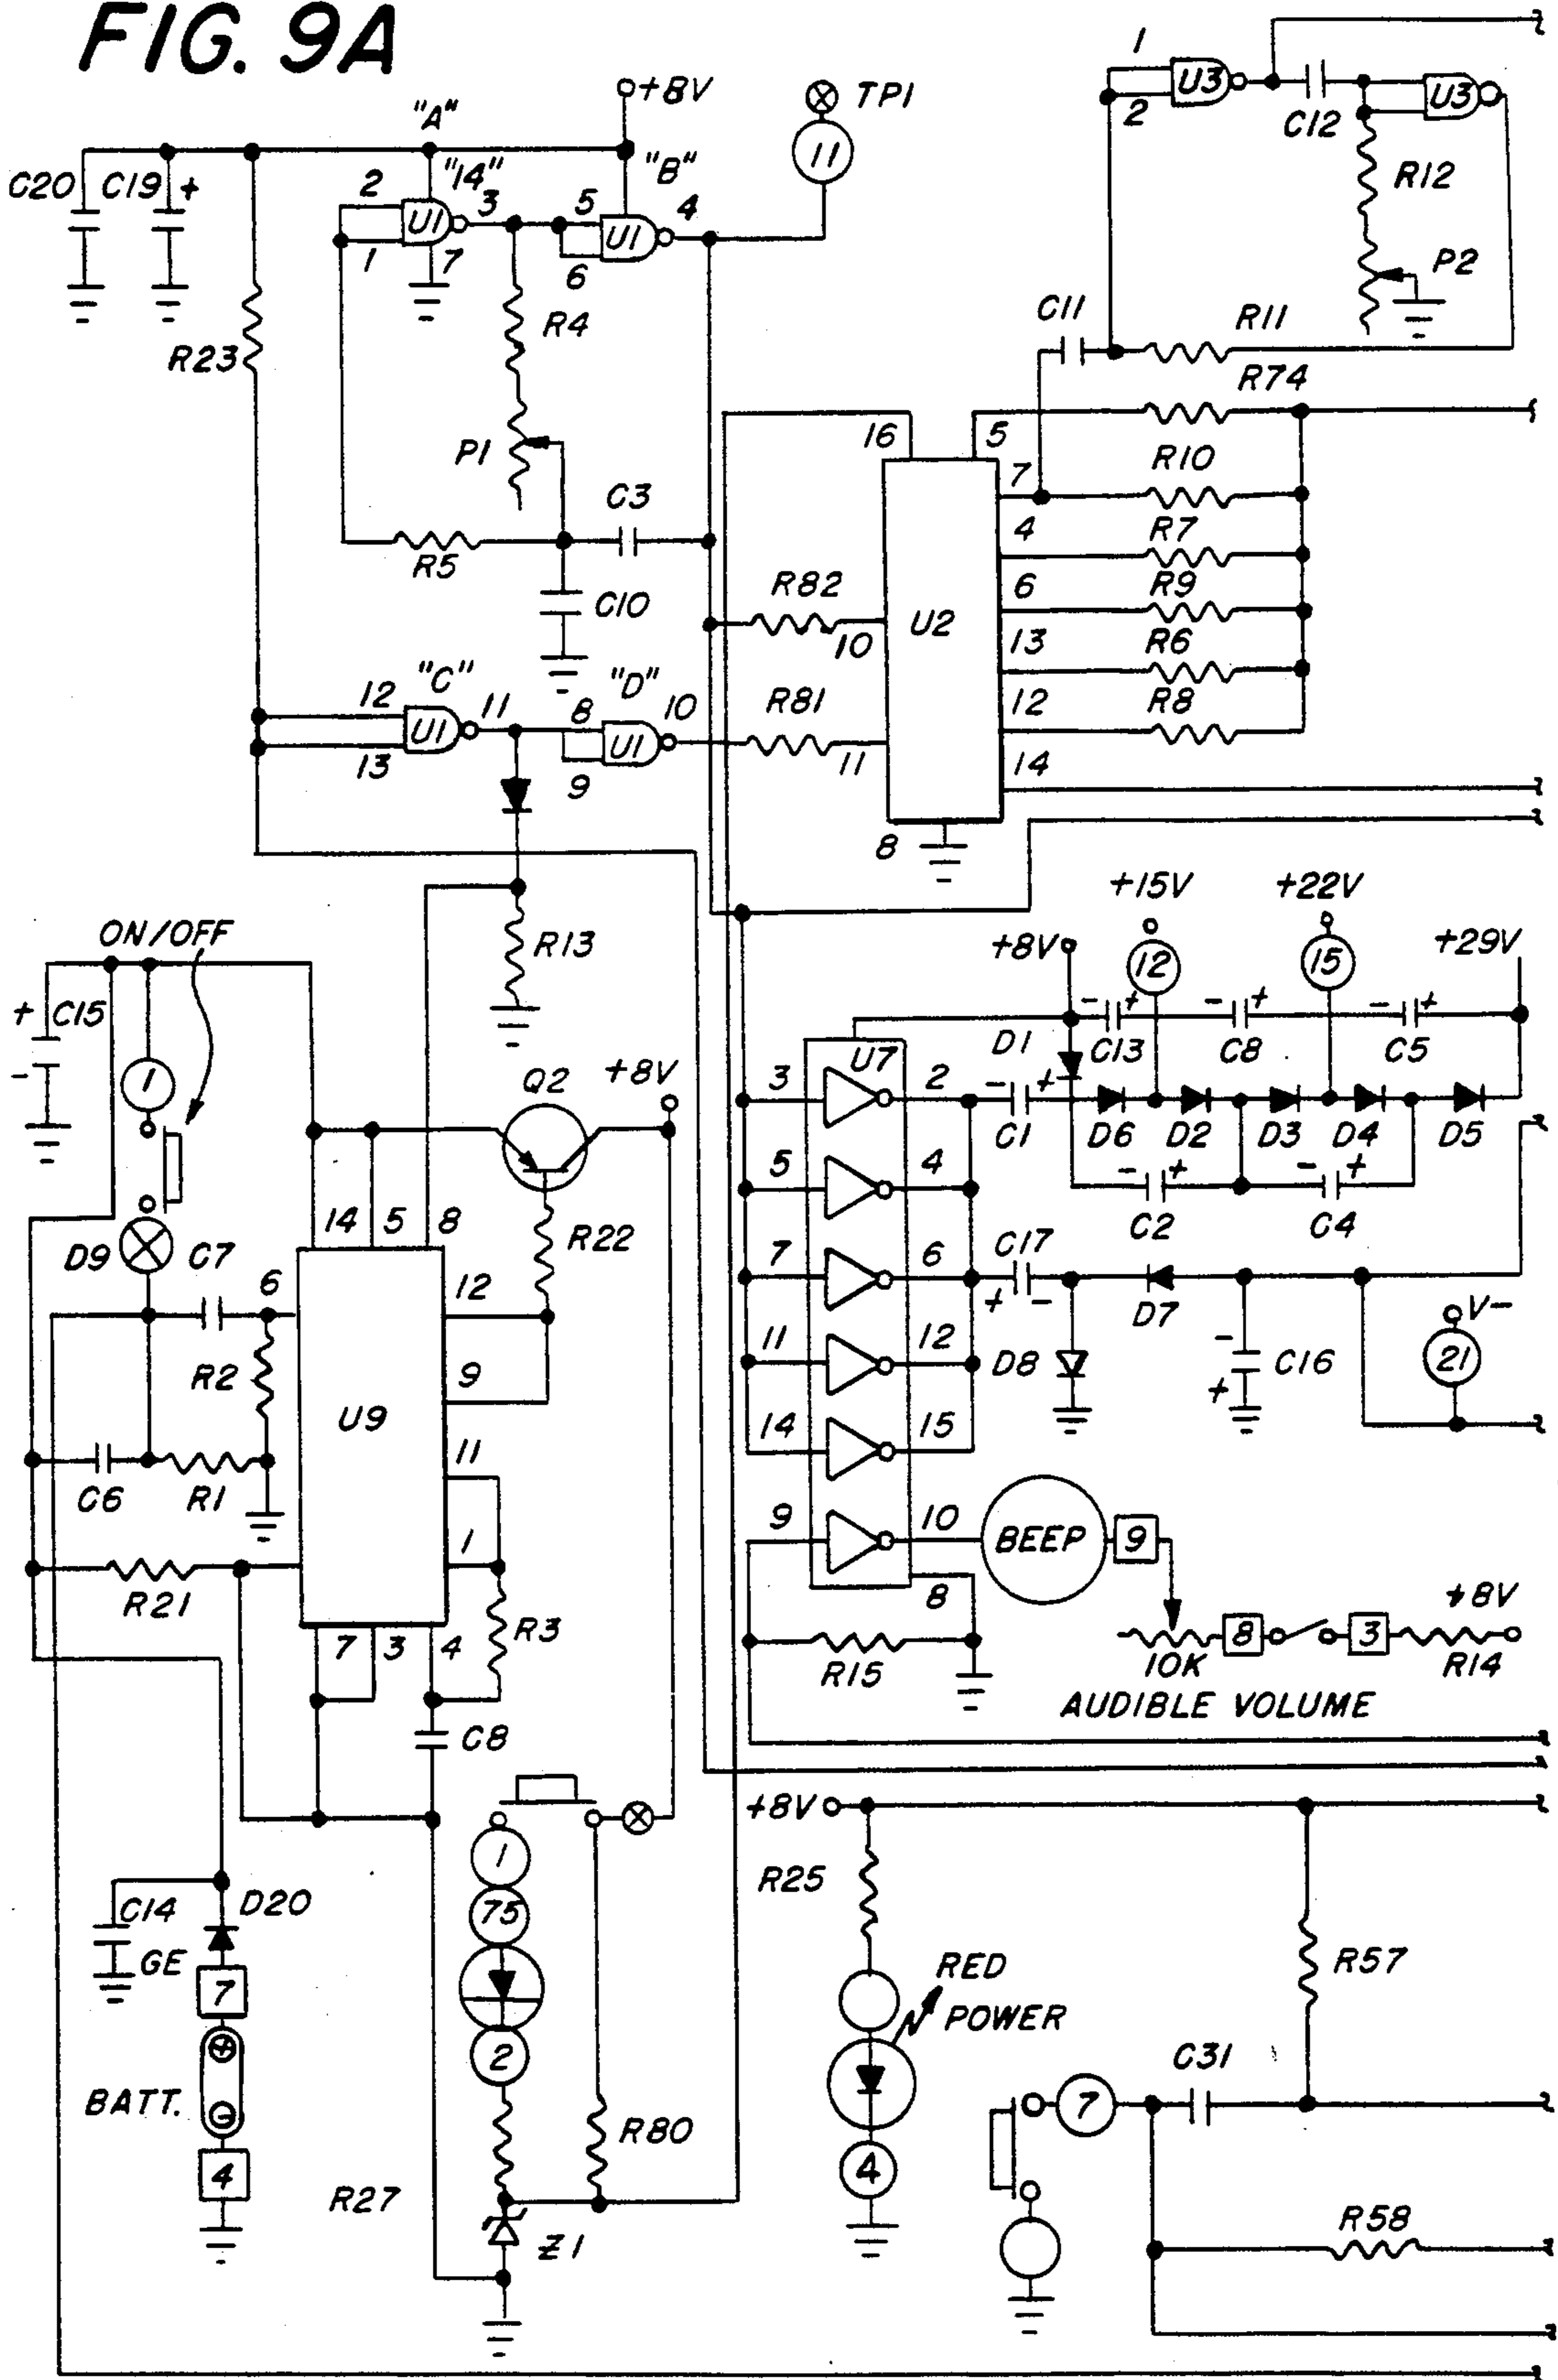 FIG. 9A
+8V
TP1
11
1
2
U3
C12
U3
R12
P2
"A"
"14"
"B"
C20
C19
+
2
1
U1
3
7
5
6
U1
4
R4
R23
P1
C3
R5
C10
C11
R11
R74
16
5
7
R10
4
R7
6
R9
13
R6
12
R8
14
U2
R82
10
R81
11
8
"C"
12
13
U1
11
"D"
8
9
U1
10
R13
ON/OFF
+
C15
-
1
D9
C7
6
R2
C6
R1
R21
14
5
8
U9
12
9
11
1
7
3
4
R3
C8
Q2
+8V
R22
+8V
+15V
12
+22V
15
+29V
- +
C13
- +
C8
- +
C5
D1
U7
3
2
5
4
7
6
11
12
14
15
9
10
8
- +
C1
D6
D2
D3
D4
D5
- +
C2
- +
C4
C17
+ -
D7
D8
-
C16
+
V-
21
BEEP
9
10K
8
3
R14
+8V
R15
AUDIBLE VOLUME
C14
D20
GE
7
BATT.
4
1
75
2
R27
R80
Z1
+8V
R25
RED
POWER
4
R57
C31
7
R58